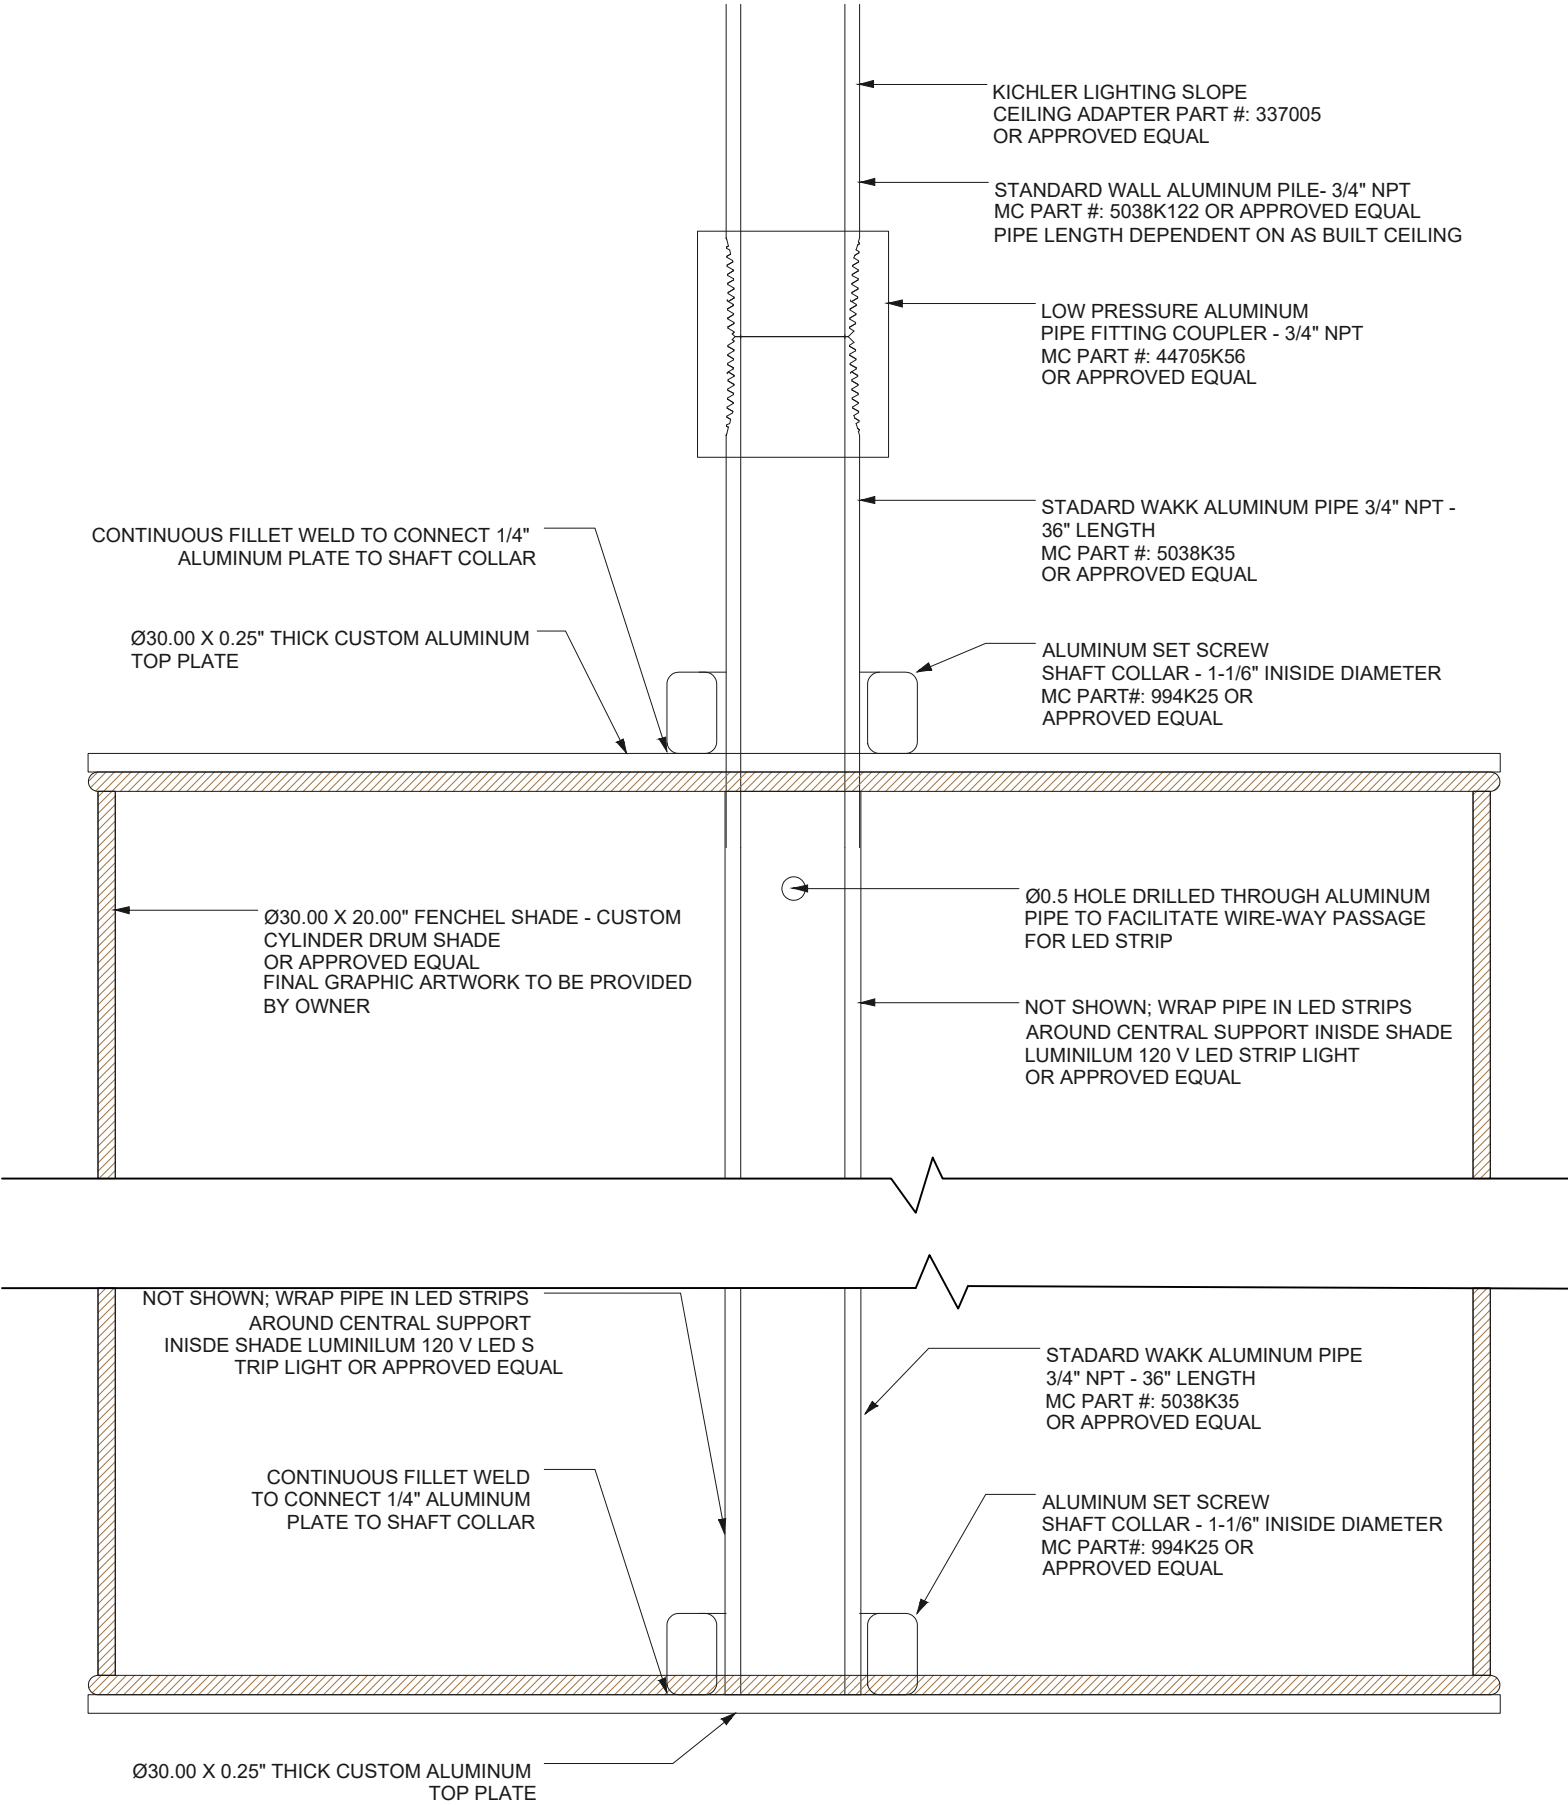 KICHLER LIGHTING SLOPE
CEILING ADAPTER PART #: 337005
OR APPROVED EQUAL
STANDARD WALL ALUMINUM PILE- 3/4" NPT
MC PART #: 5038K122 OR APPROVED EQUAL
PIPE LENGTH DEPENDENT ON AS BUILT CEILING
LOW PRESSURE ALUMINUM
PIPE FITTING COUPLER - 3/4" NPT
MC PART #: 44705K56
OR APPROVED EQUAL
STADARD WAKK ALUMINUM PIPE 3/4" NPT -
36" LENGTH
MC PART #: 5038K35
OR APPROVED EQUAL
CONTINUOUS FILLET WELD TO CONNECT 1/4"
ALUMINUM PLATE TO SHAFT COLLAR
Ø30.00 X 0.25" THICK CUSTOM ALUMINUM
TOP PLATE
ALUMINUM SET SCREW
SHAFT COLLAR - 1-1/6" INISIDE DIAMETER
MC PART#: 994K25 OR
APPROVED EQUAL
Ø30.00 X 20.00" FENCHEL SHADE - CUSTOM
CYLINDER DRUM SHADE
OR APPROVED EQUAL
FINAL GRAPHIC ARTWORK TO BE PROVIDED
BY OWNER
Ø0.5 HOLE DRILLED THROUGH ALUMINUM
PIPE TO FACILITATE WIRE-WAY PASSAGE
FOR LED STRIP
NOT SHOWN; WRAP PIPE IN LED STRIPS
AROUND CENTRAL SUPPORT INISDE SHADE
LUMINILUM 120 V LED STRIP LIGHT
OR APPROVED EQUAL
NOT SHOWN; WRAP PIPE IN LED STRIPS
AROUND CENTRAL SUPPORT
INISDE SHADE LUMINILUM 120 V LED S
TRIP LIGHT OR APPROVED EQUAL
STADARD WAKK ALUMINUM PIPE
3/4" NPT - 36" LENGTH
MC PART #: 5038K35
OR APPROVED EQUAL
CONTINUOUS FILLET WELD
TO CONNECT 1/4" ALUMINUM
PLATE TO SHAFT COLLAR
ALUMINUM SET SCREW
SHAFT COLLAR - 1-1/6" INISIDE DIAMETER
MC PART#: 994K25 OR
APPROVED EQUAL
Ø30.00 X 0.25" THICK CUSTOM ALUMINUM
TOP PLATE